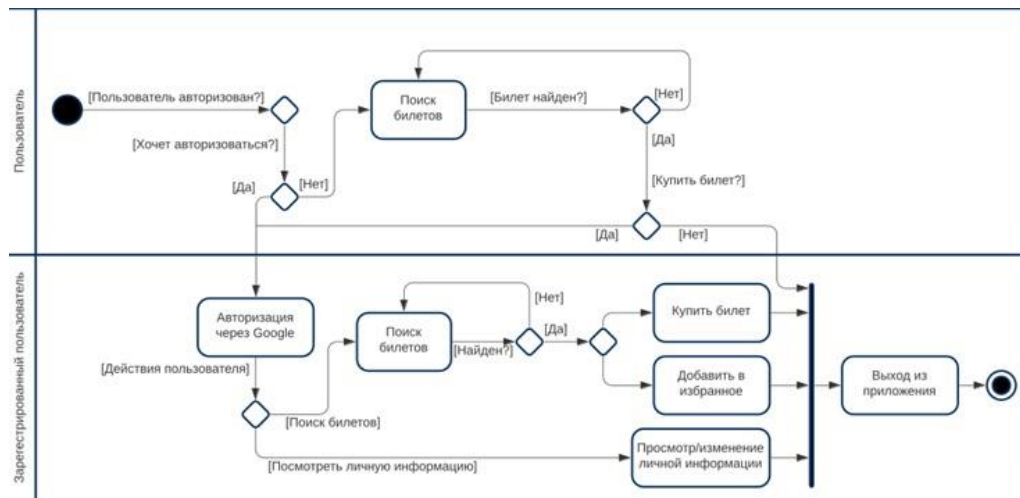 Пользователь
[Пользователь авторизован?]
[Хочет авторизоваться?]
[Да]
[Нет]
Поиск
билетов
[Билет найден?]
[Нет]
[Да]
[Купить билет?]
[Да]
[Нет]
Зарегестрированный пользователь
Авторизация
через Google
[Действия пользователя]
[Поиск билетов]
[Посмотреть личную информацию]
Поиск
билетов
[Найден?]
[Нет]
[Да]
Купить билет
Добавить в
избранное
Просмотр/изменение
личной информации
Выход из
приложения